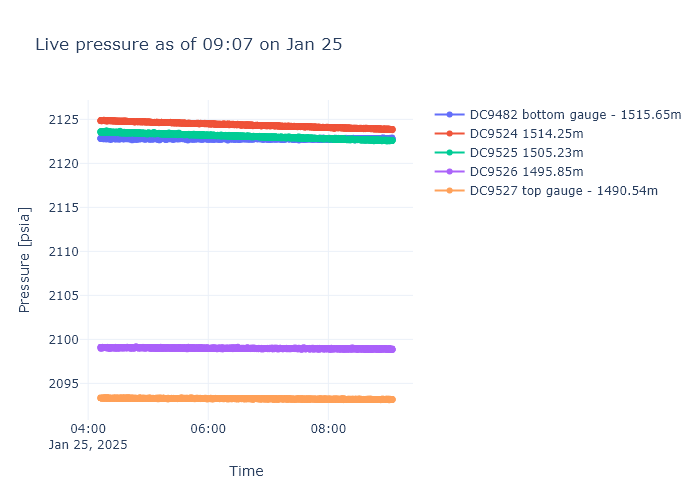 Live pressure as of 09:07 on Jan 25
DC9482 bottom gauge - 1515.65m
DC9524 1514.25m
DC9525 1505.23m
DC9526 1495.85m
DC9527 top gauge - 1490.54m
Pressure [psia]
2125
2120
2115
2110
2105
2100
2095
04:00
06:00
08:00
Jan 25, 2025
Time